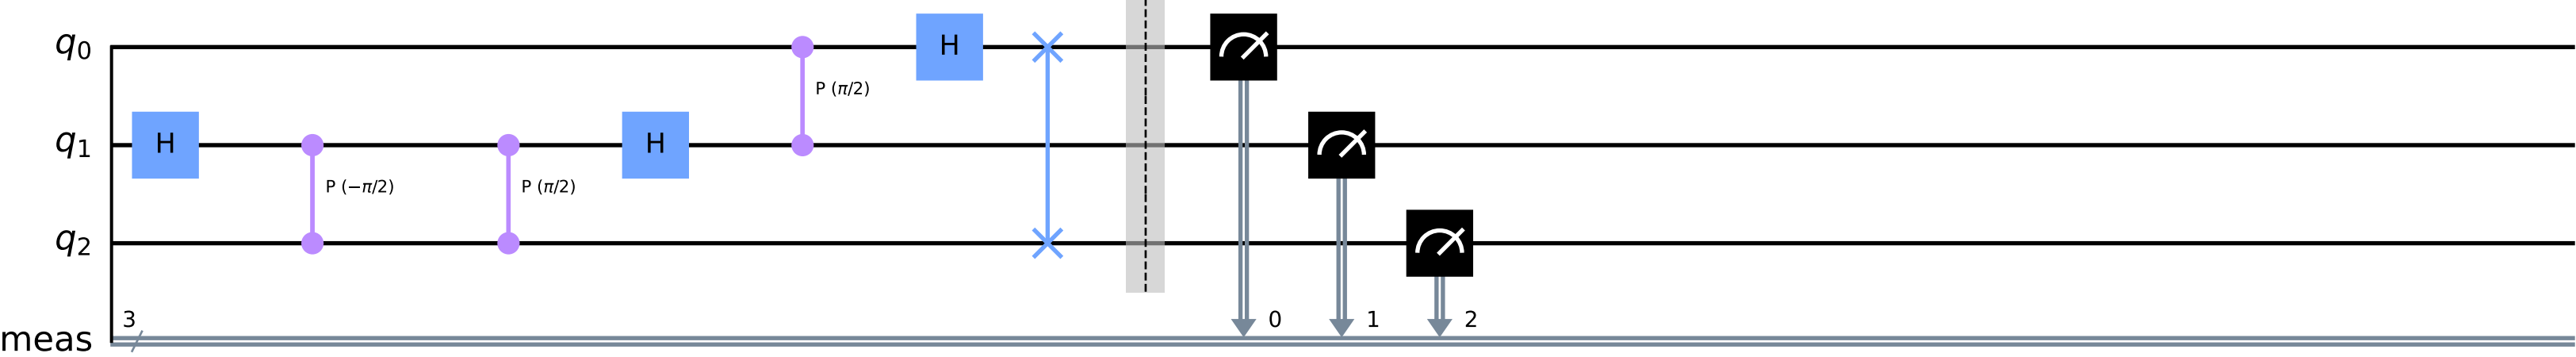 q0 H
P (π/2)
0
q1 H H
P (−π/2) P (π/2)
1
q2
2
meas 3